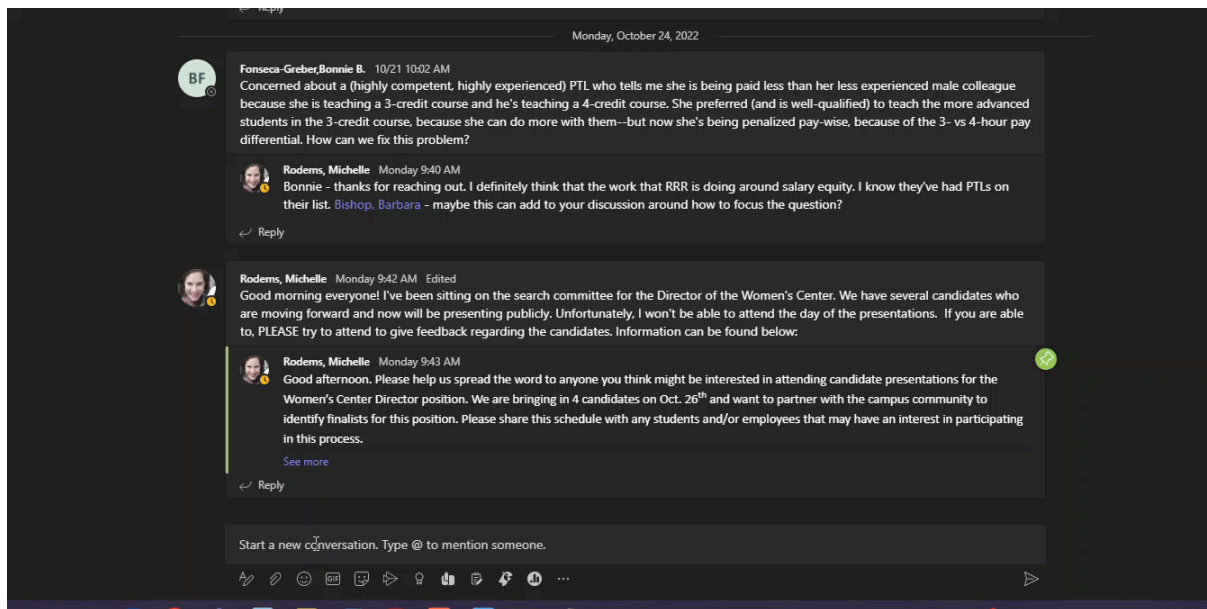 Reply
Monday, October 24, 2022
BF
Fonseca-Greber,Bonnie B. 10/21 10:02 AM
Concerned about a (highly competent, highly experienced) PTL who tells me she is being paid less than her less experienced male colleague
because she is teaching a 3-credit course and he's teaching a 4-credit course. She preferred (and is well-qualified) to teach the more advanced
students in the 3-credit course, because she can do more with them--but now she's being penalized pay-wise, because of the 3- vs 4-hour pay
differential. How can we fix this problem?
Rodems, Michelle Monday 9:40 AM
Bonnie - thanks for reaching out. I definitely think that the work that RRR is doing around salary equity. I know they've had PTLs on
their list. Bishop, Barbara - maybe this can add to your discussion around how to focus the question?
Reply
Rodems, Michelle Monday 9:42 AM Edited
Good morning everyone! I've been sitting on the search committee for the Director of the Women's Center. We have several candidates who
are moving forward and now will be presenting publicly. Unfortunately, I won't be able to attend the day of the presentations. If you are able
to, PLEASE try to attend to give feedback regarding the candidates. Information can be found below:
Rodems, Michelle Monday 9:43 AM
Good afternoon. Please help us spread the word to anyone you think might be interested in attending candidate presentations for the
Women's Center Director position. We are bringing in 4 candidates on Oct. 26th and want to partner with the campus community to
identify finalists for this position. Please share this schedule with any students and/or employees that may have an interest in participating
in this process.
See more
Reply
Start a new conversation. Type @ to mention someone.
GIF